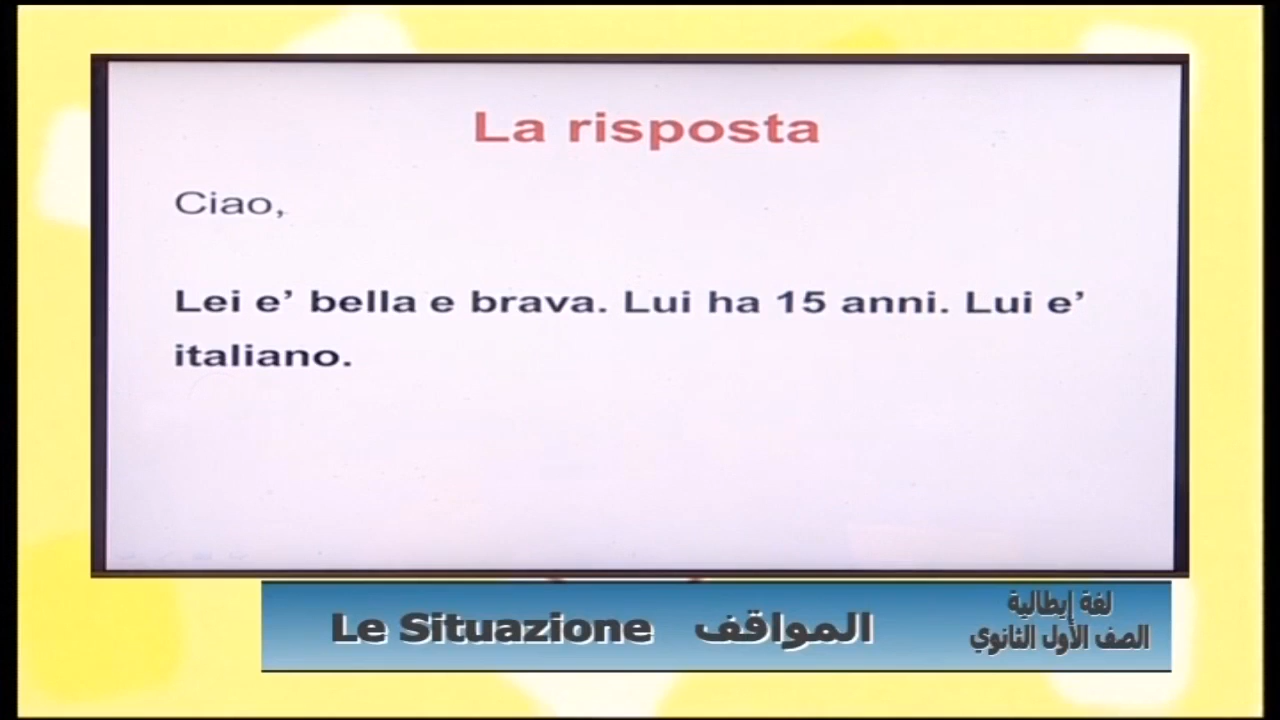 La risposta
Ciao,
Lei e’ bella e brava. Lui ha 15 anni. Lui e’
italiano.
Le Situazione المواقف
لغة إيطالية
الصف الأول الثانوي